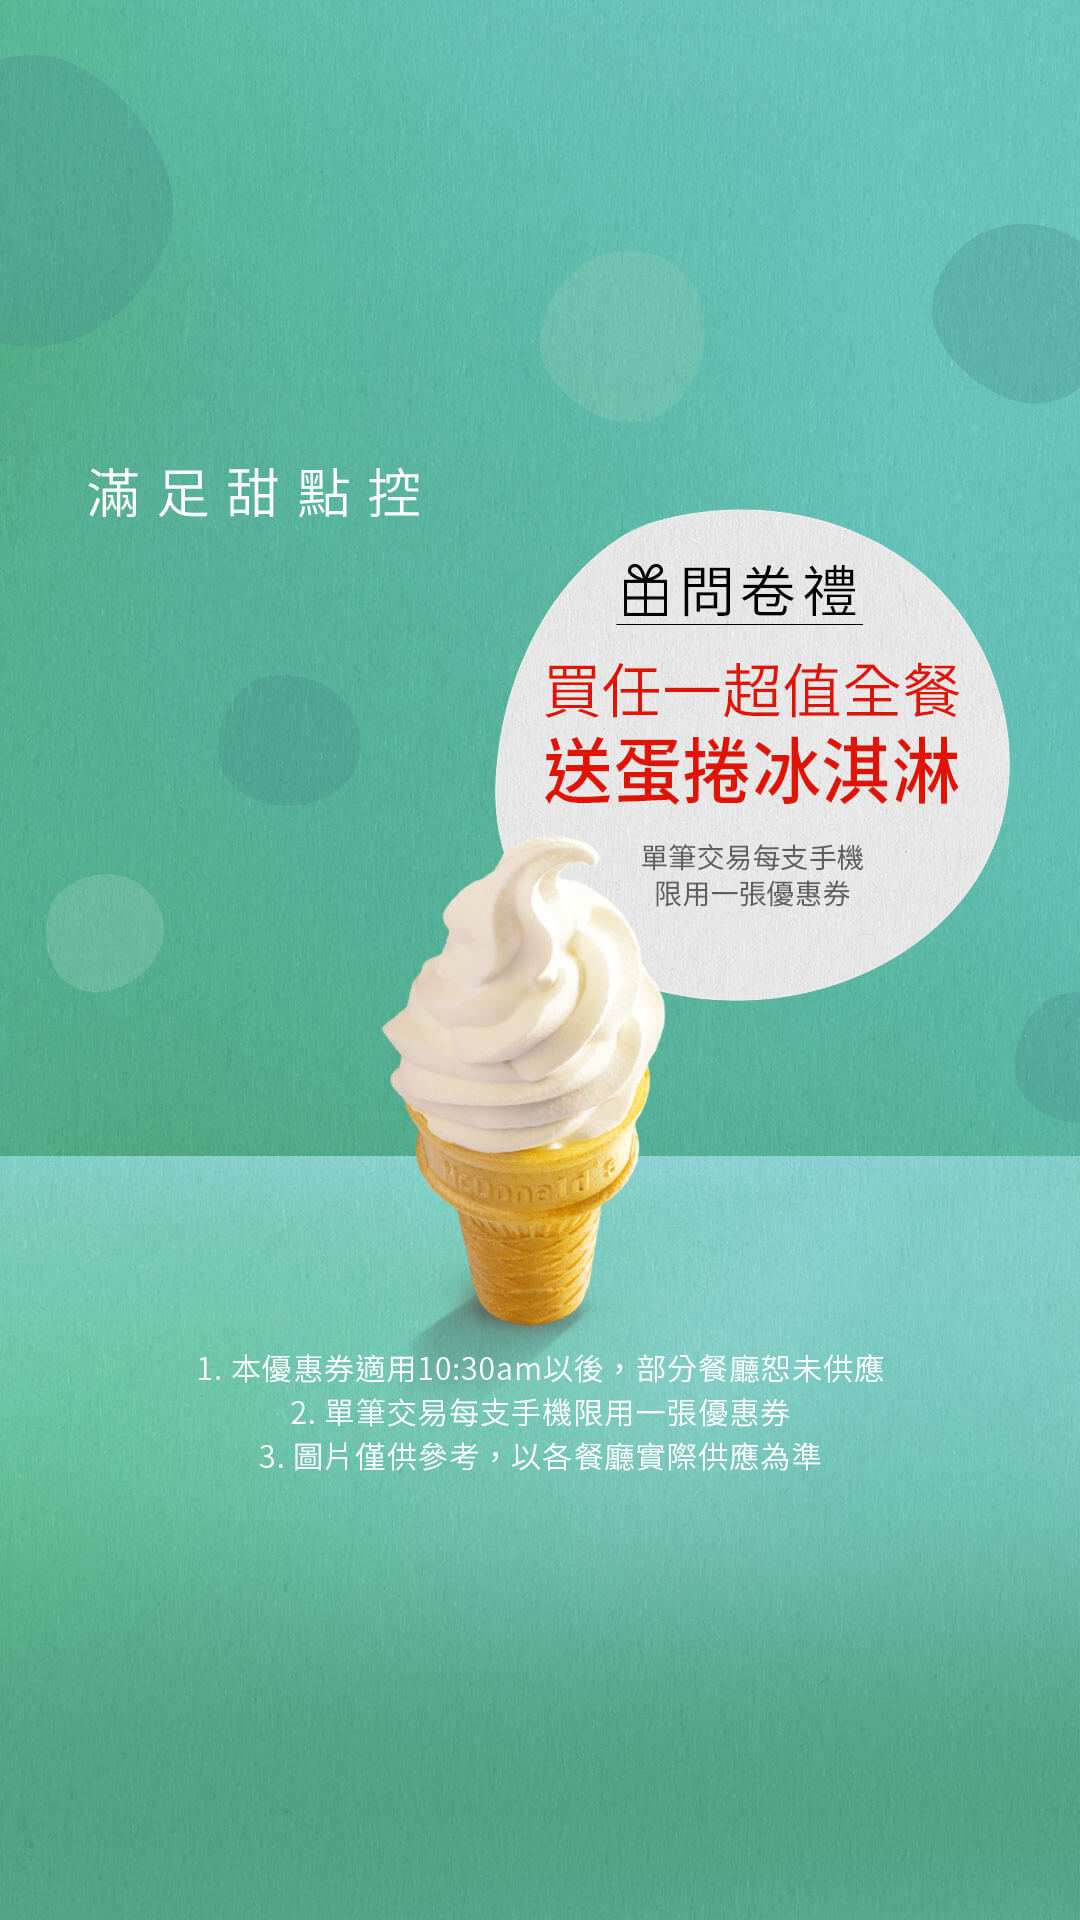 滿足甜點控
問卷禮
買任一超值全餐
送蛋捲冰淇淋
單筆交易每支手機
限用一張優惠券
McDonald's
1. 本優惠券適用10:30am以後，部分餐廳恕未供應
2. 單筆交易每支手機限用一張優惠券
3. 圖片僅供參考，以各餐廳實際供應為準